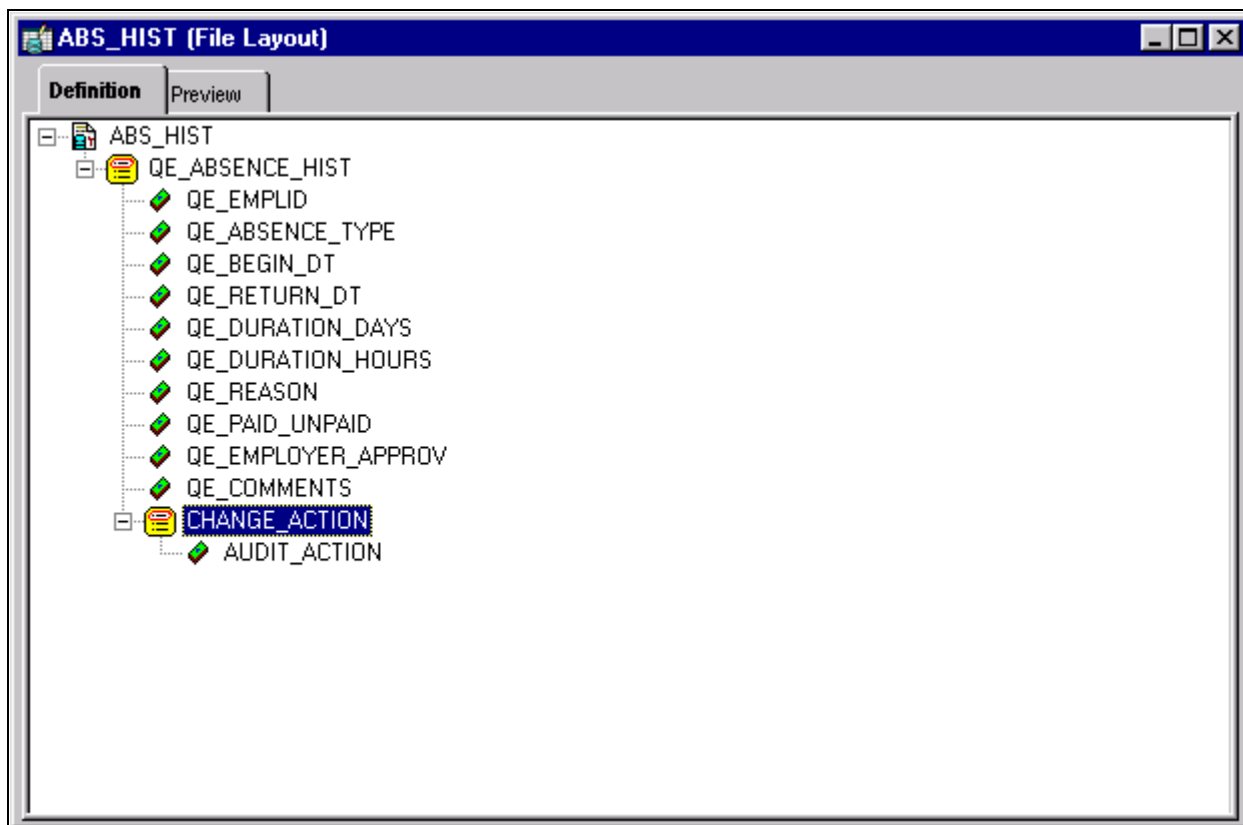 ABS_HIST (File Layout)
Definition Preview
ABS_HIST
QE_ABSENCE_HIST
QE_EMPLID
QE_ABSENCE_TYPE
QE_BEGIN_DT
QE_RETURN_DT
QE_DURATION_DAYS
QE_DURATION_HOURS
QE_REASON
QE_PAID_UNPAID
QE_EMPLOYER_APPROV
QE_COMMENTS
CHANGE_ACTION
AUDIT_ACTION